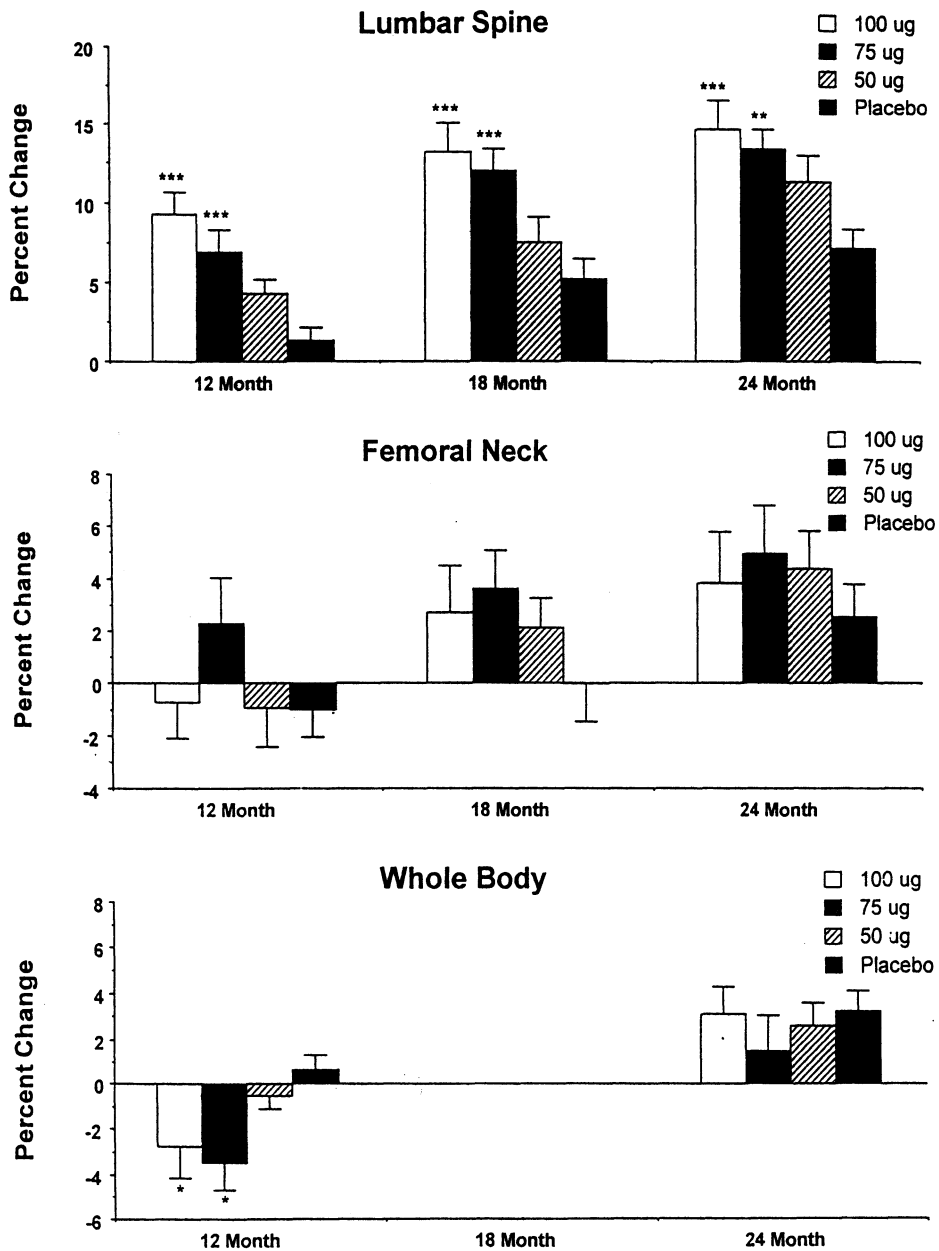 Lumbar Spine
100 ug
75 ug
50 ug
Placebo
Percent Change
20
15
10
5
0
***
***
***
***
***
**
12 Month
18 Month
24 Month
Femoral Neck
100 ug
75 ug
50 ug
Placebo
Percent Change
8
6
4
2
0
-2
-4
12 Month
18 Month
24 Month
Whole Body
100 ug
75 ug
50 ug
Placebo
Percent Change
8
6
4
2
0
-2
-4
-6
*
*
12 Month
18 Month
24 Month